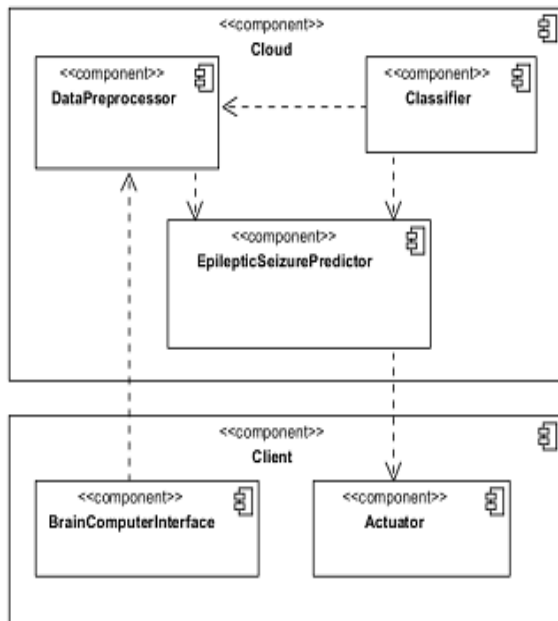 <<component>>
Cloud
<<component>>
DataPreprocessor
<<component>>
Classifier
<<component>>
EpilepticSeizurePredictor
<<component>>
Client
<<component>>
BrainComputerInterface
<<component>>
Actuator